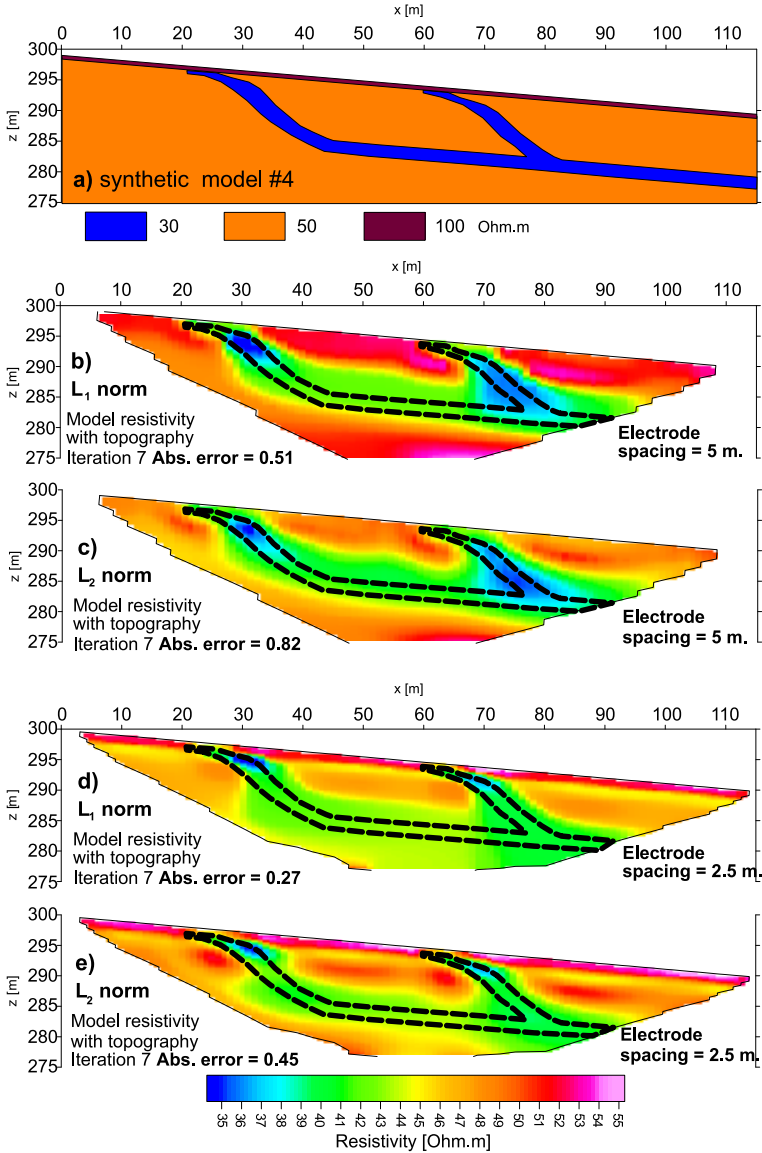 x [m]
0 10 20 30 40 50 60 70 80 90 100 110
300
295
290
285
280
275
z [m]
a) synthetic model #4
30 50 100 Ohm.m
x [m]
0 10 20 30 40 50 60 70 80 90 100 110
300
295
290
285
280
275
z [m]
b)
L1 norm
Model resistivity
with topography
Iteration 7 Abs. error = 0.51
Electrode
spacing = 5 m.
300
295
290
285
280
275
z [m]
c)
L2 norm
Model resistivity
with topography
Iteration 7 Abs. error = 0.82
Electrode
spacing = 5 m.
x [m]
0 10 20 30 40 50 60 70 80 90 100 110
300
295
290
285
280
275
z [m]
d)
L1 norm
Model resistivity
with topography
Iteration 7 Abs. error = 0.27
Electrode
spacing = 2.5 m.
300
295
290
285
280
275
z [m]
e)
L2 norm
Model resistivity
with topography
Iteration 7 Abs. error = 0.45
Electrode
spacing = 2.5 m.
35 36 37 38 39 40 41 42 43 44 45 46 47 48 49 50 51 52 53 54 55
Resistivity [Ohm.m]